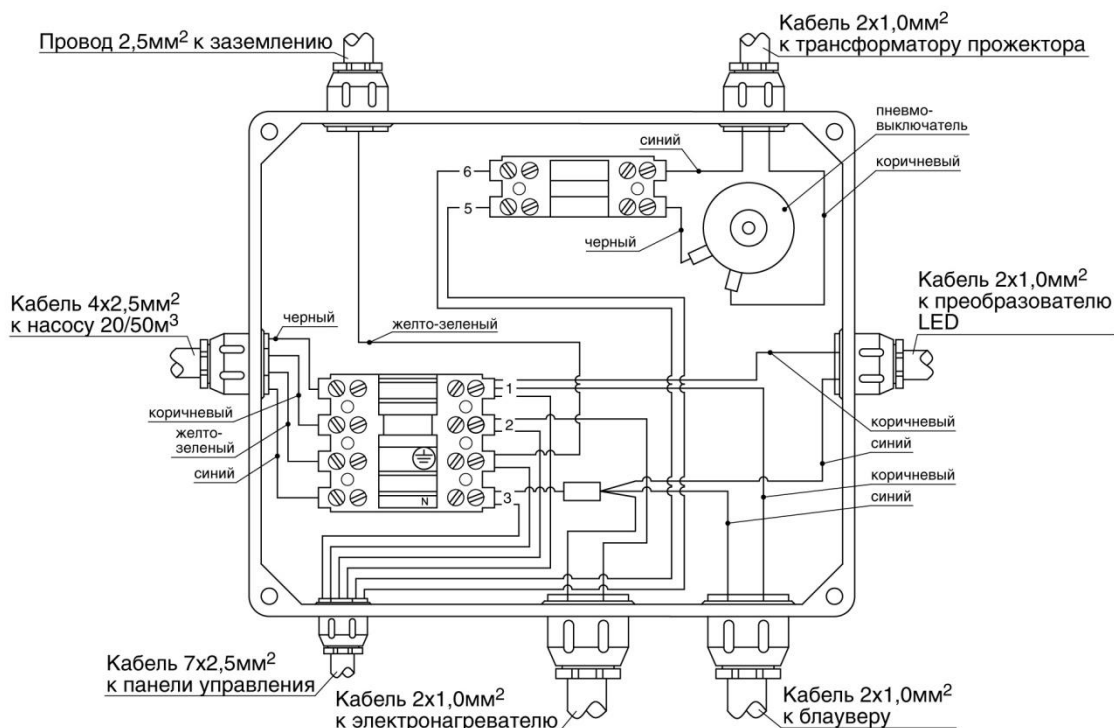 Провод 2,5мм² к заземлению
Кабель 2х1,0мм²
к трансформатору прожектора
пневмо-
выключатель
синий
коричневый
6
5
черный
Кабель 4х2,5мм²
к насосу 20/50м³
черный
желто-зеленый
Кабель 2х1,0мм²
к преобразователю
LED
1
2
3
N
коричневый
желто-
зеленый
синий
коричневый
синий
коричневый
синий
Кабель 7х2,5мм²
к панели управления
Кабель 2х1,0мм²
к электронагревателю
Кабель 2х1,0мм²
к блауверу